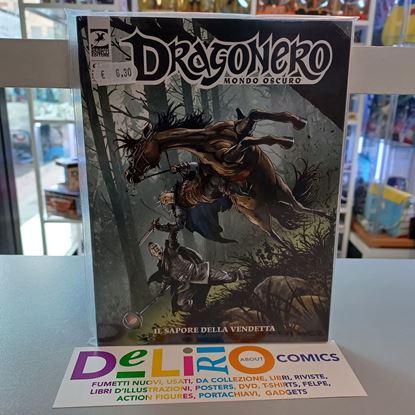 DRAGONERO
MONDO OSCURO
€ 6,30
IL SAPORE DELLA VENDETTA
DeLiRiO ABOUT COMICS
FUMETTI NUOVI, USATI, DA COLLEZIONE, LIBRI, RIVISTE,
LIBRI D'ILLUSTRAZIONI, POSTERS, DVD, T-SHIRTS, FELPE,
ACTION FIGURES, PORTACHIAVI, GADGETS